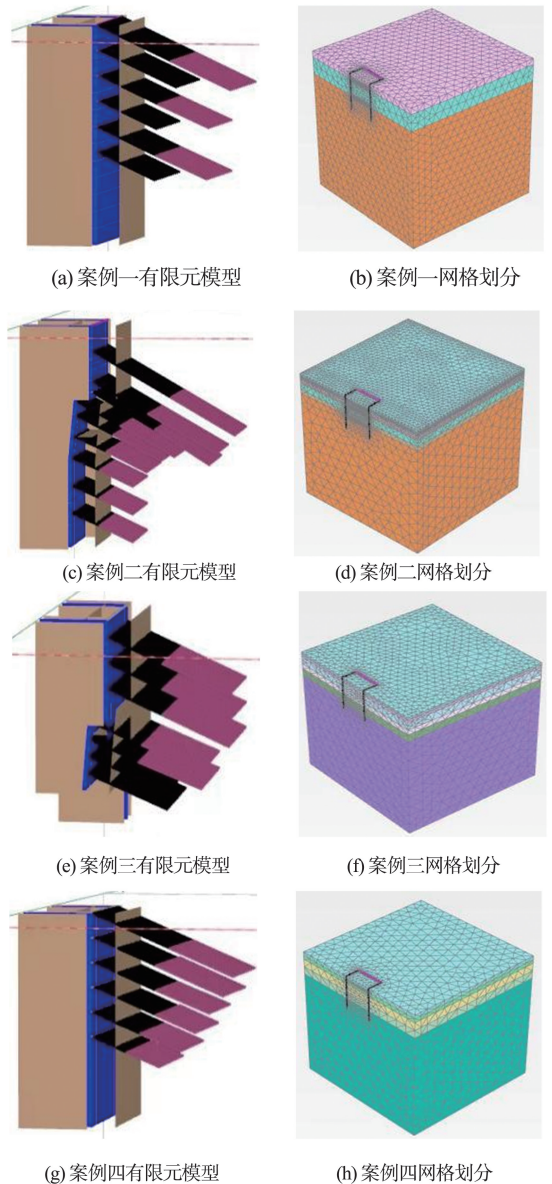 (a) 案例一有限元模型
(b) 案例一网格划分
(c) 案例二有限元模型
(d) 案例二网格划分
(e) 案例三有限元模型
(f) 案例三网格划分
(g) 案例四有限元模型
(h) 案例四网格划分